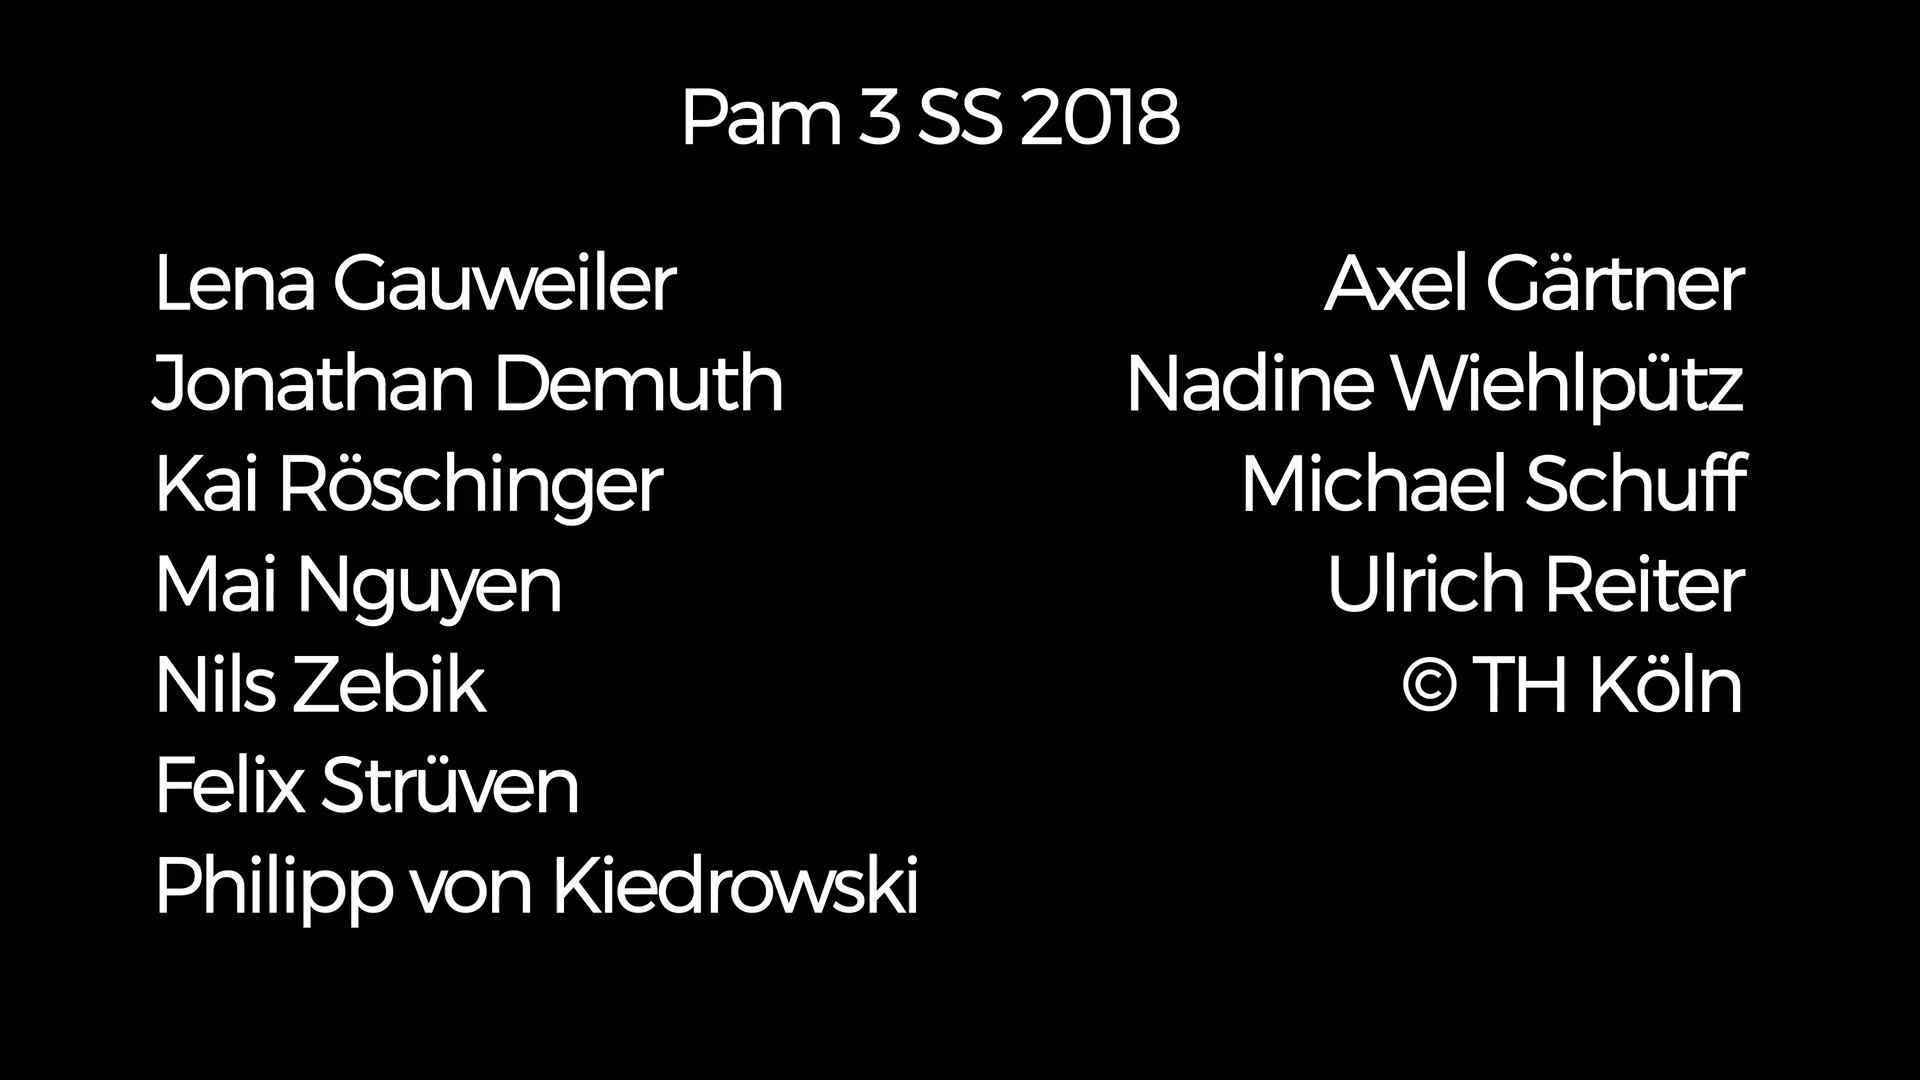 Pam 3 SS 2018
Lena Gauweiler
Jonathan Demuth
Kai Röschinger
Mai Nguyen
Nils Zebik
Felix Strüven
Philipp von Kiedrowski
Axel Gärtner
Nadine Wiehlpütz
Michael Schuff
Ulrich Reiter
© TH Köln